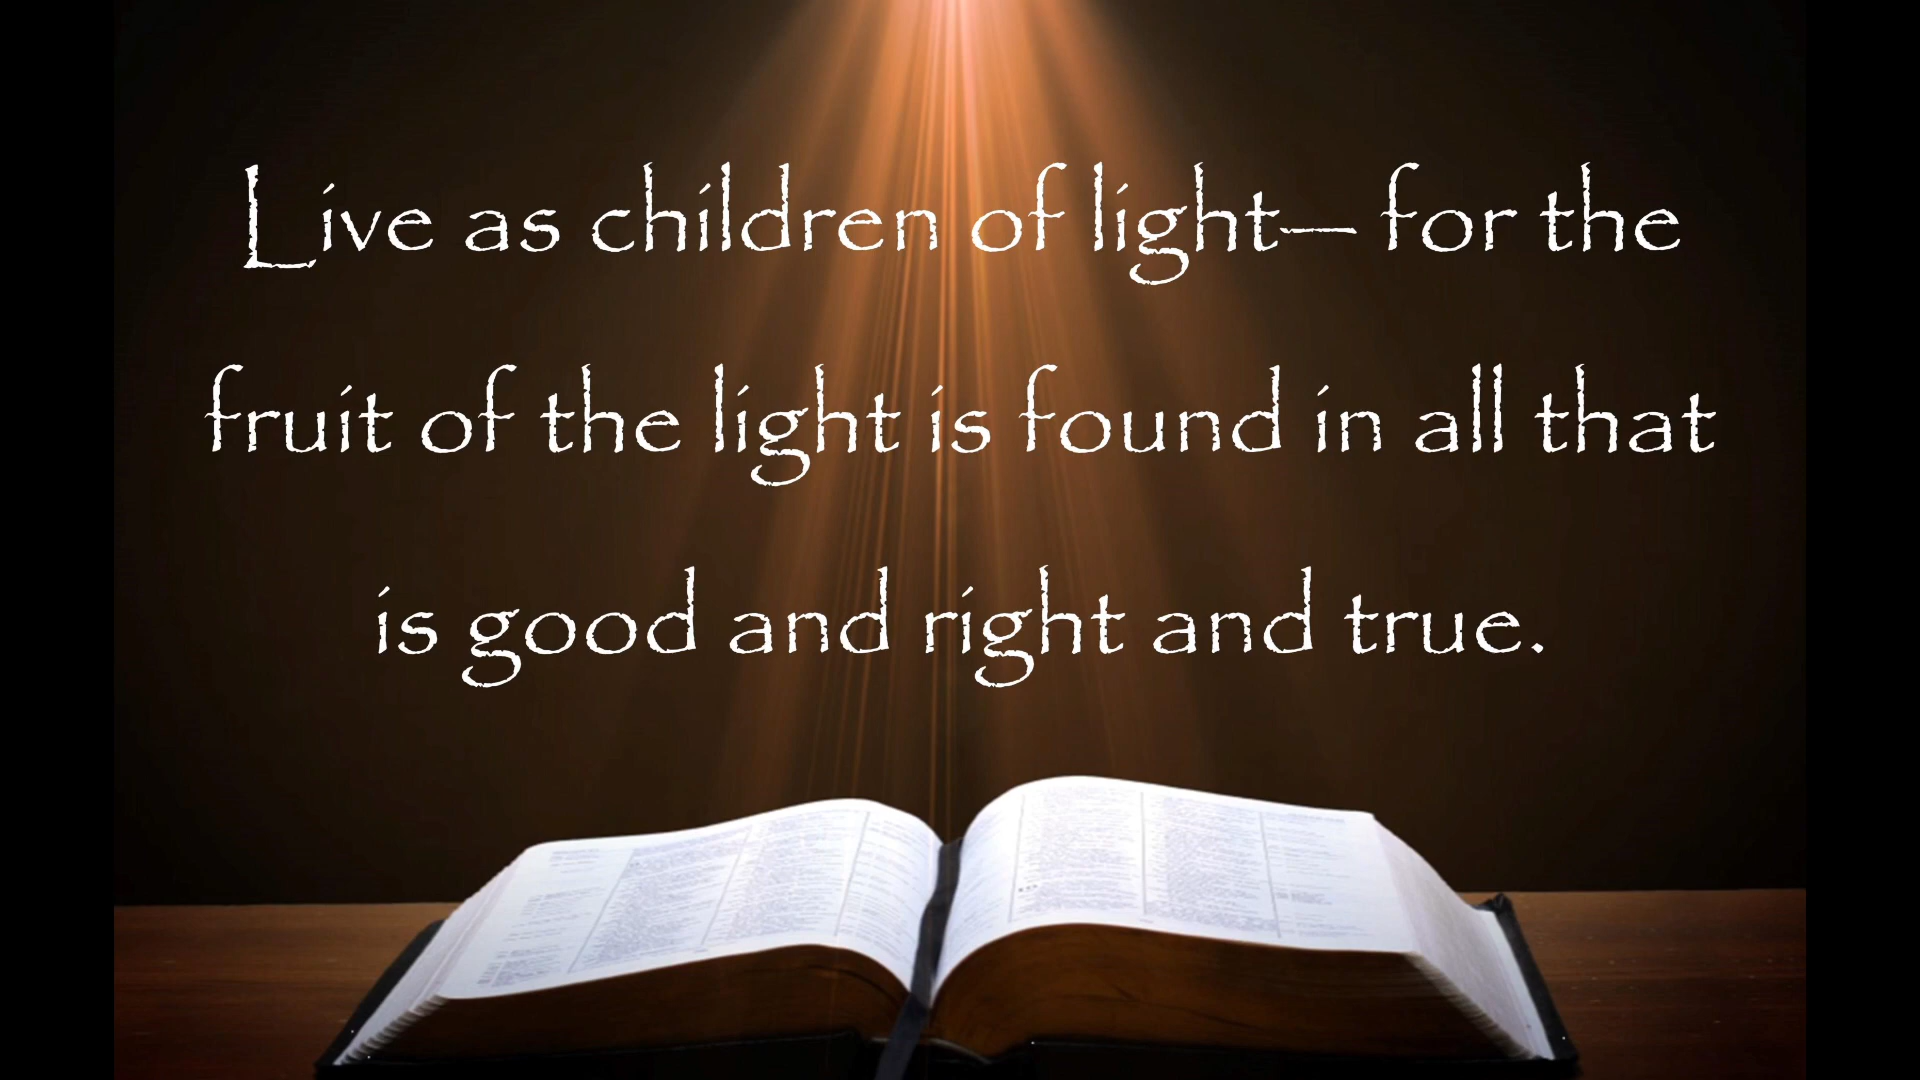 Live as children of light— for the
fruit of the light is found in all that
is good and right and true.